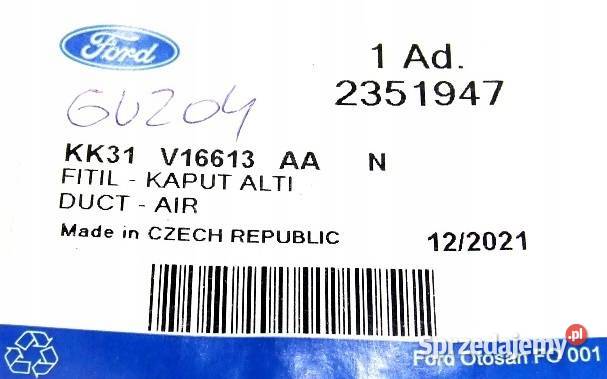 Ford
1 Ad.
2351947
GU204
KK31 V16613 AA N
FITIL - KAPUT ALTI
DUCT - AIR
Made in CZECH REPUBLIC 12/2021
Sprzedajemy.pl
Ford Otosan FO 001